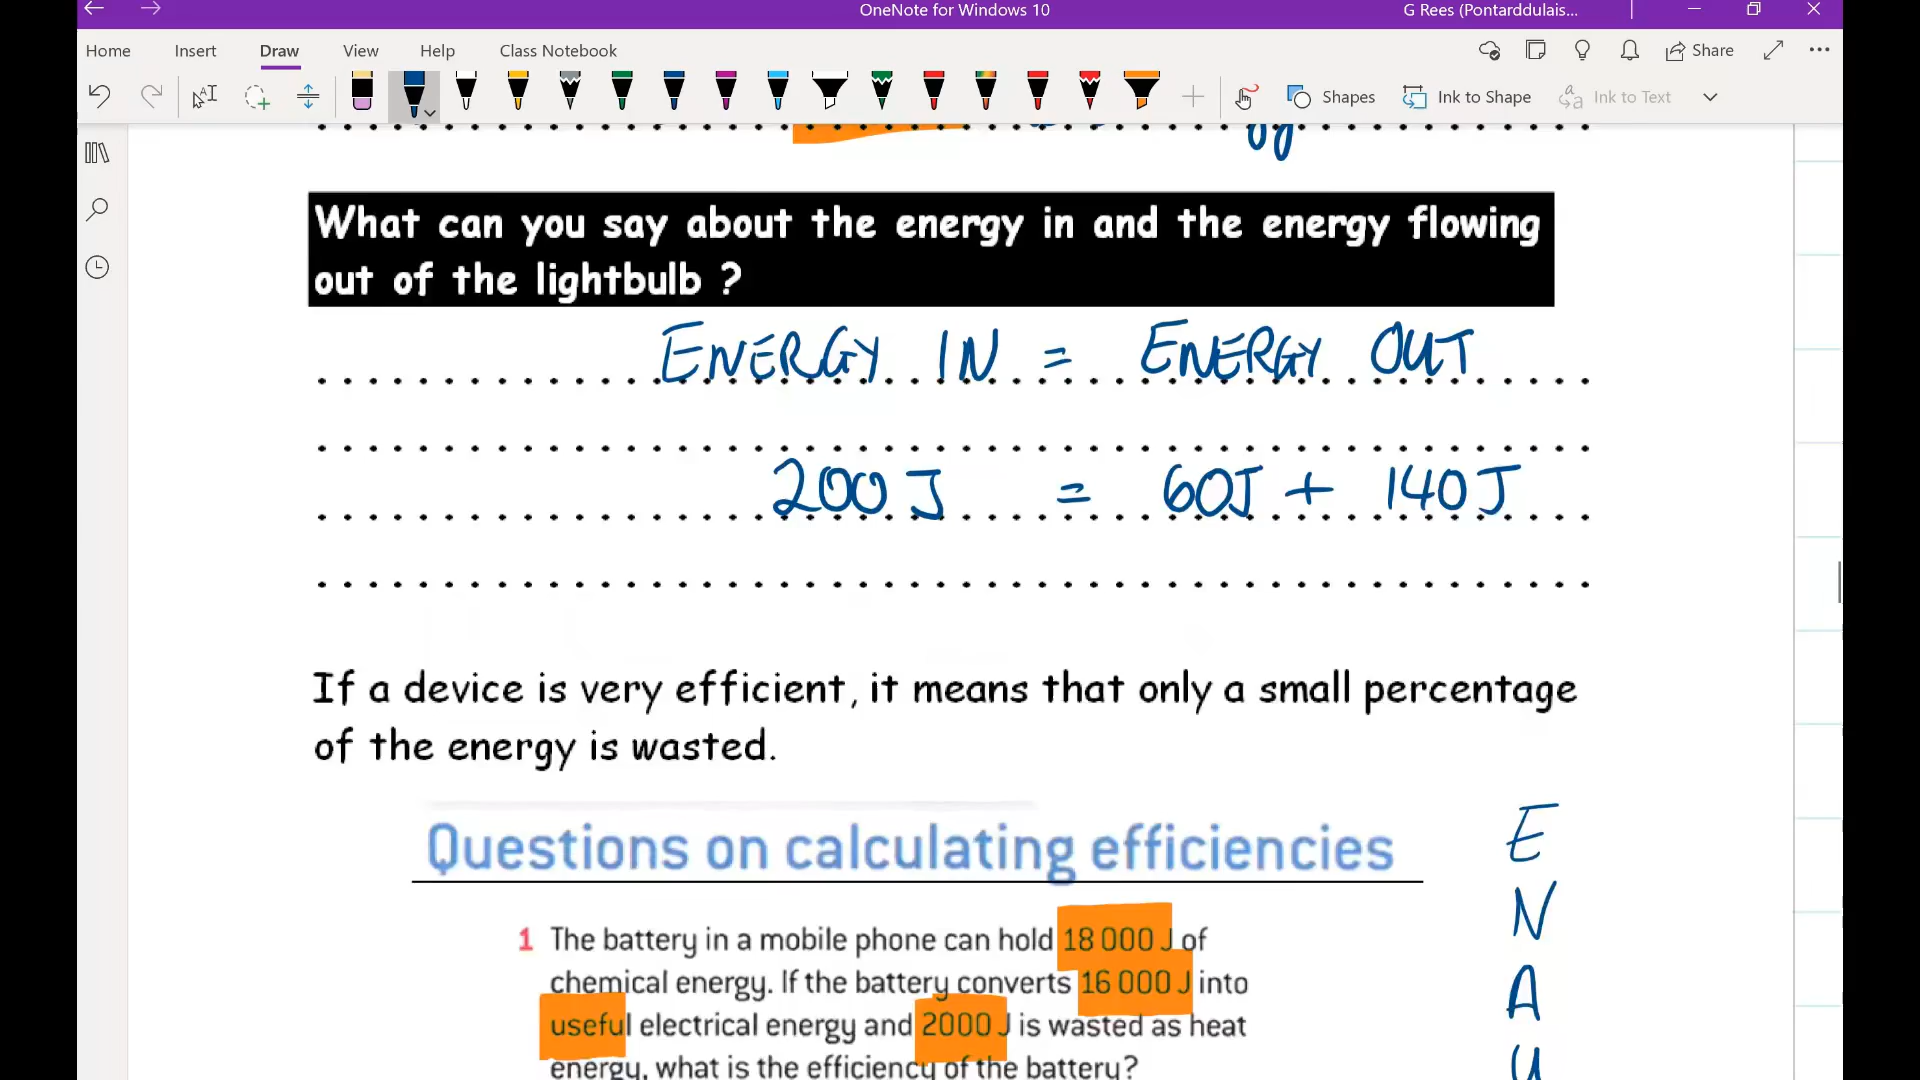 OneNote for Windows 10
G Rees (Pontarddulais...
Home Insert Draw View Help Class Notebook Share
Shapes Ink to Shape Ink to Text
What can you say about the energy in and the energy flowing
out of the lightbulb ?
ENERGY IN = ENERGY OUT
200 J = 60J + 140 J
If a device is very efficient, it means that only a small percentage
of the energy is wasted.
Questions on calculating efficiencies
1 The battery in a mobile phone can hold 18 000 J of
chemical energy. If the battery converts 16 000 J into
useful electrical energy and 2000 J is wasted as heat
energy, what is the efficiency of the battery?
E
N
A